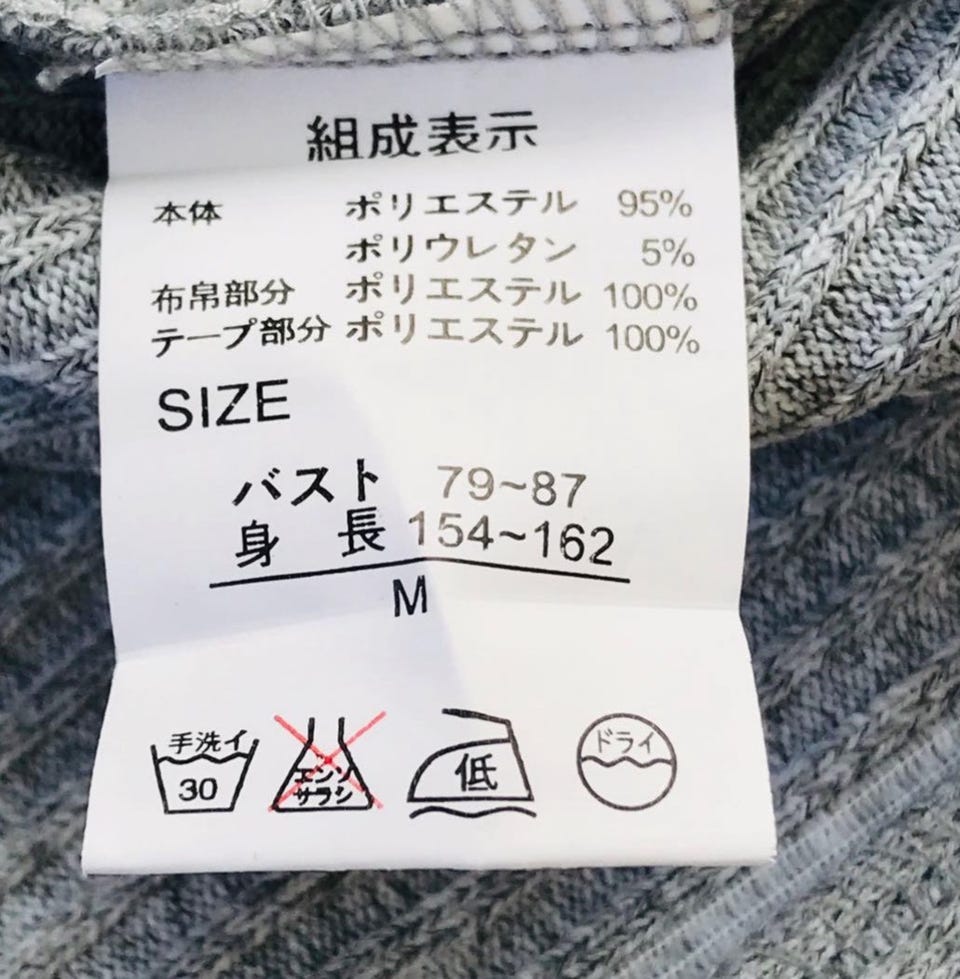 組成表示
本体 ポリエステル 95%
ポリウレタン 5%
布帛部分 ポリエステル 100%
テープ部分 ポリエステル 100%
SIZE
バスト 79~87
身 長 154~162
M
手洗イ
30
エンソ
サラシ
低
ドライ